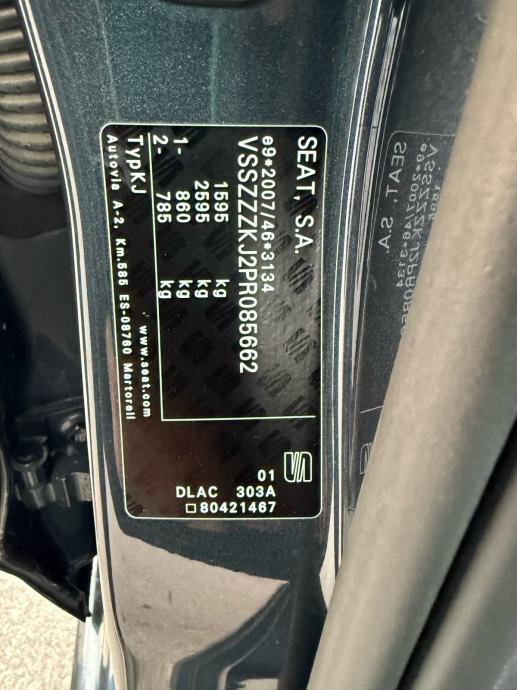 SEAT, S.A.
e9*2007/46*3134
VSSZZZKJ2PR085662
1595 kg
2595 kg
1- 860 kg
2- 785 kg
TypKJ www.seat.com
Autovia A-2, Km.585 ES-08760 Martorell
01
DLAC 303A
□80421467